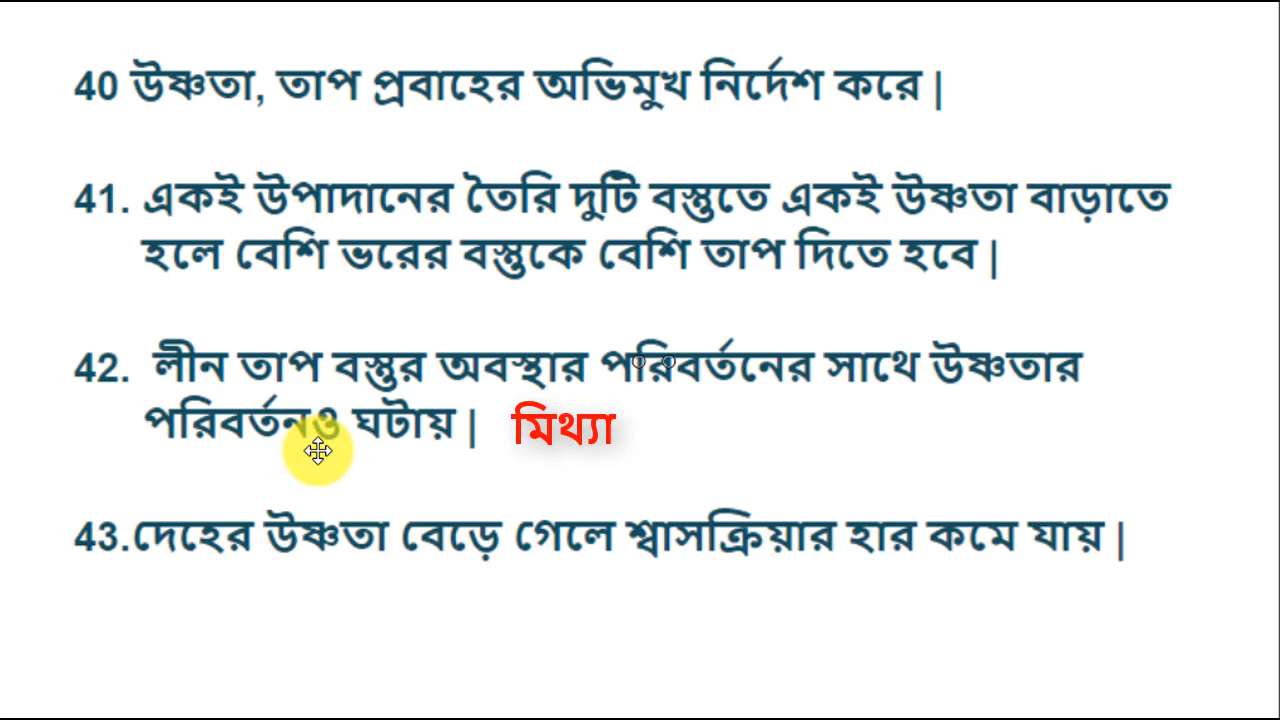 40 উষ্ণতা, তাপ প্রবাহের অভিমুখ নির্দেশ করে |
41. একই উপাদানের তৈরি দুটি বস্তুতে একই উষ্ণতা বাড়াতে
হলে বেশি ভরের বস্তুকে বেশি তাপ দিতে হবে |
42. লীন তাপ বস্তুর অবস্থার পরিবর্তনের সাথে উষ্ণতার
পরিবর্তনও ঘটায় | মিথ্যা
43.দেহের উষ্ণতা বেড়ে গেলে শ্বাসক্রিয়ার হার কমে যায় |